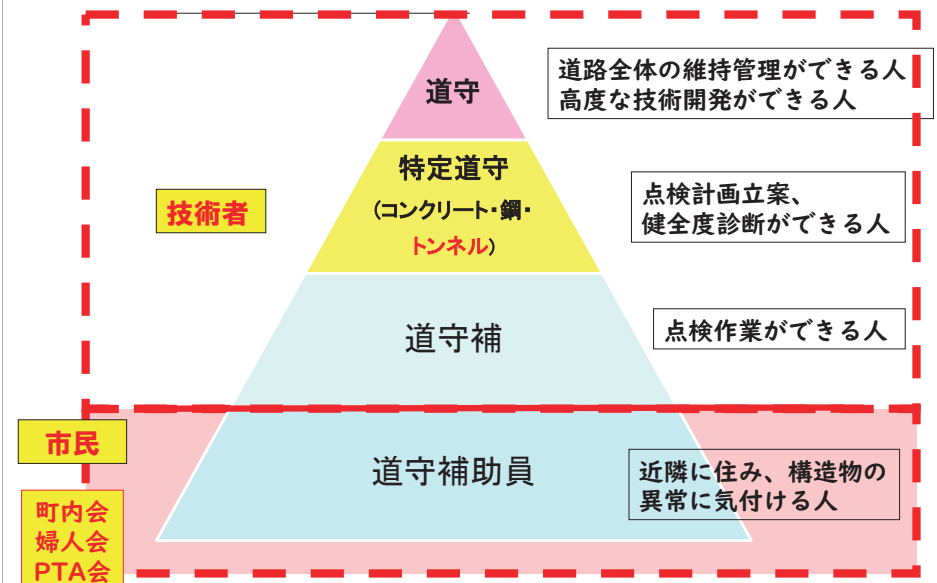 道守
道路全体の維持管理ができる人
高度な技術開発ができる人
特定道守
(コンクリート・鋼・
トンネル)
技術者
点検計画立案、
健全度診断ができる人
道守補
点検作業ができる人
市民
道守補助員
近隣に住み、構造物の
異常に気付ける人
町内会
婦人会
PTA会